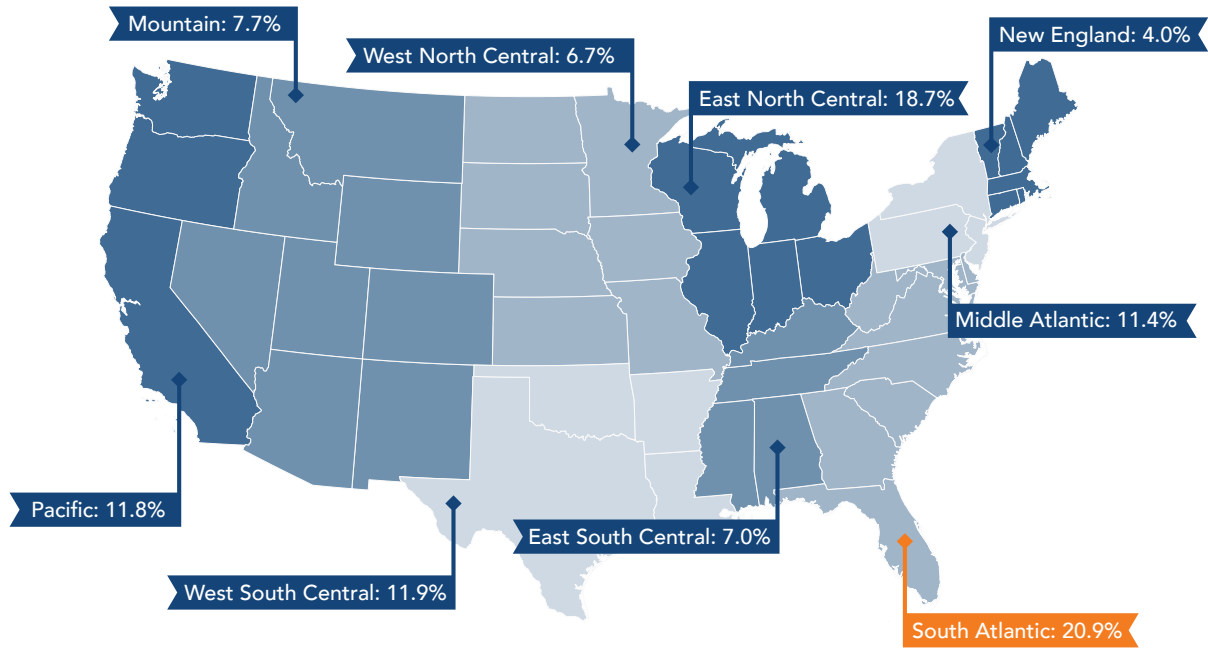 Mountain: 7.7%
New England: 4.0%
West North Central: 6.7%
East North Central: 18.7%
Middle Atlantic: 11.4%
Pacific: 11.8%
East South Central: 7.0%
West South Central: 11.9%
South Atlantic: 20.9%